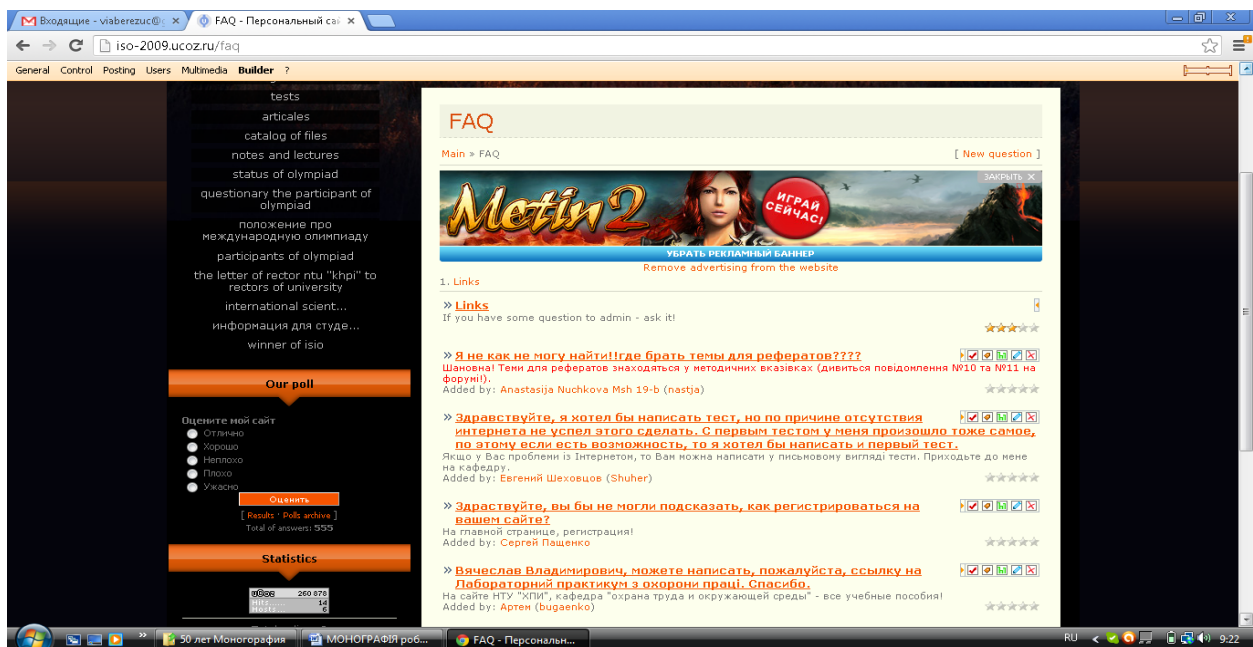 Входящие - viaberezuc@g
FAQ - Персональный сай
iso-2009.ucoz.ru/faq
General Control Posting Users Multimedia Builder ?
tests
articales
catalog of files
notes and lectures
status of olympiad
questionary the participant of
olympiad
положение про
международную олимпиаду
participants of olympiad
the letter of rector ntu "khpi" to
rectors of university
international scient...
информация для студе...
winner of isio
Our poll
Оцените мой сайт
Отлично
Хорошо
Неплохо
Плохо
Ужасно
Оценить
[ Results · Polls archive ]
Total of answers: 555
Statistics
uCoz 260 878
Hits 14
Hosts 6
FAQ
Main » FAQ
[ New question ]
Metin 2
ИГРАЙ
СЕЙЧАС!
ЗАКРЫТЬ X
УБРАТЬ РЕКЛАМНЫЙ БАННЕР
Remove advertising from the website
1. Links
» Links
If you have some question to admin - ask it!
» Я не как не могу найти!!где брать темы для рефератов????
Шановна! Теми для рефератов знаходяться у методичних вказівках (дивиться повідомлення №10 та №11 на
форумі!).
Added by: Anastasija Nuchkova Msh 19-b (nastja)
» Здравствуйте, я хотел бы написать тест, но по причине отсутствия
интернета не успел этого сделать. С первым тестом у меня произошло тоже самое,
по этому если есть возможность, то я хотел бы написать и первый тест.
Якщо у Вас проблеми із Інтернетом, то Вам можна написати у письмовому вигляді тести. Приходьте до мене
на кафедру.
Added by: Евгений Шеховцов (Shuher)
» Здраствуйте, вы бы не могли подсказать, как регистрироваться на
вашем сайте?
На главной странице, регистрация!
Added by: Сергей Пащенко
» Вячеслав Владимирович, можете написать, пожалуйста, ссылку на
Лабораторний практикум з охорони праці. Спасибо.
На сайте НТУ "ХПИ", кафедра "охрана труда и окружающей среды" - все учебные пособия!
Added by: Артем (bugaenko)
50 лет Моногорафия
МОНОГРАФІЯ роб...
FAQ - Персональн...
RU
9:22